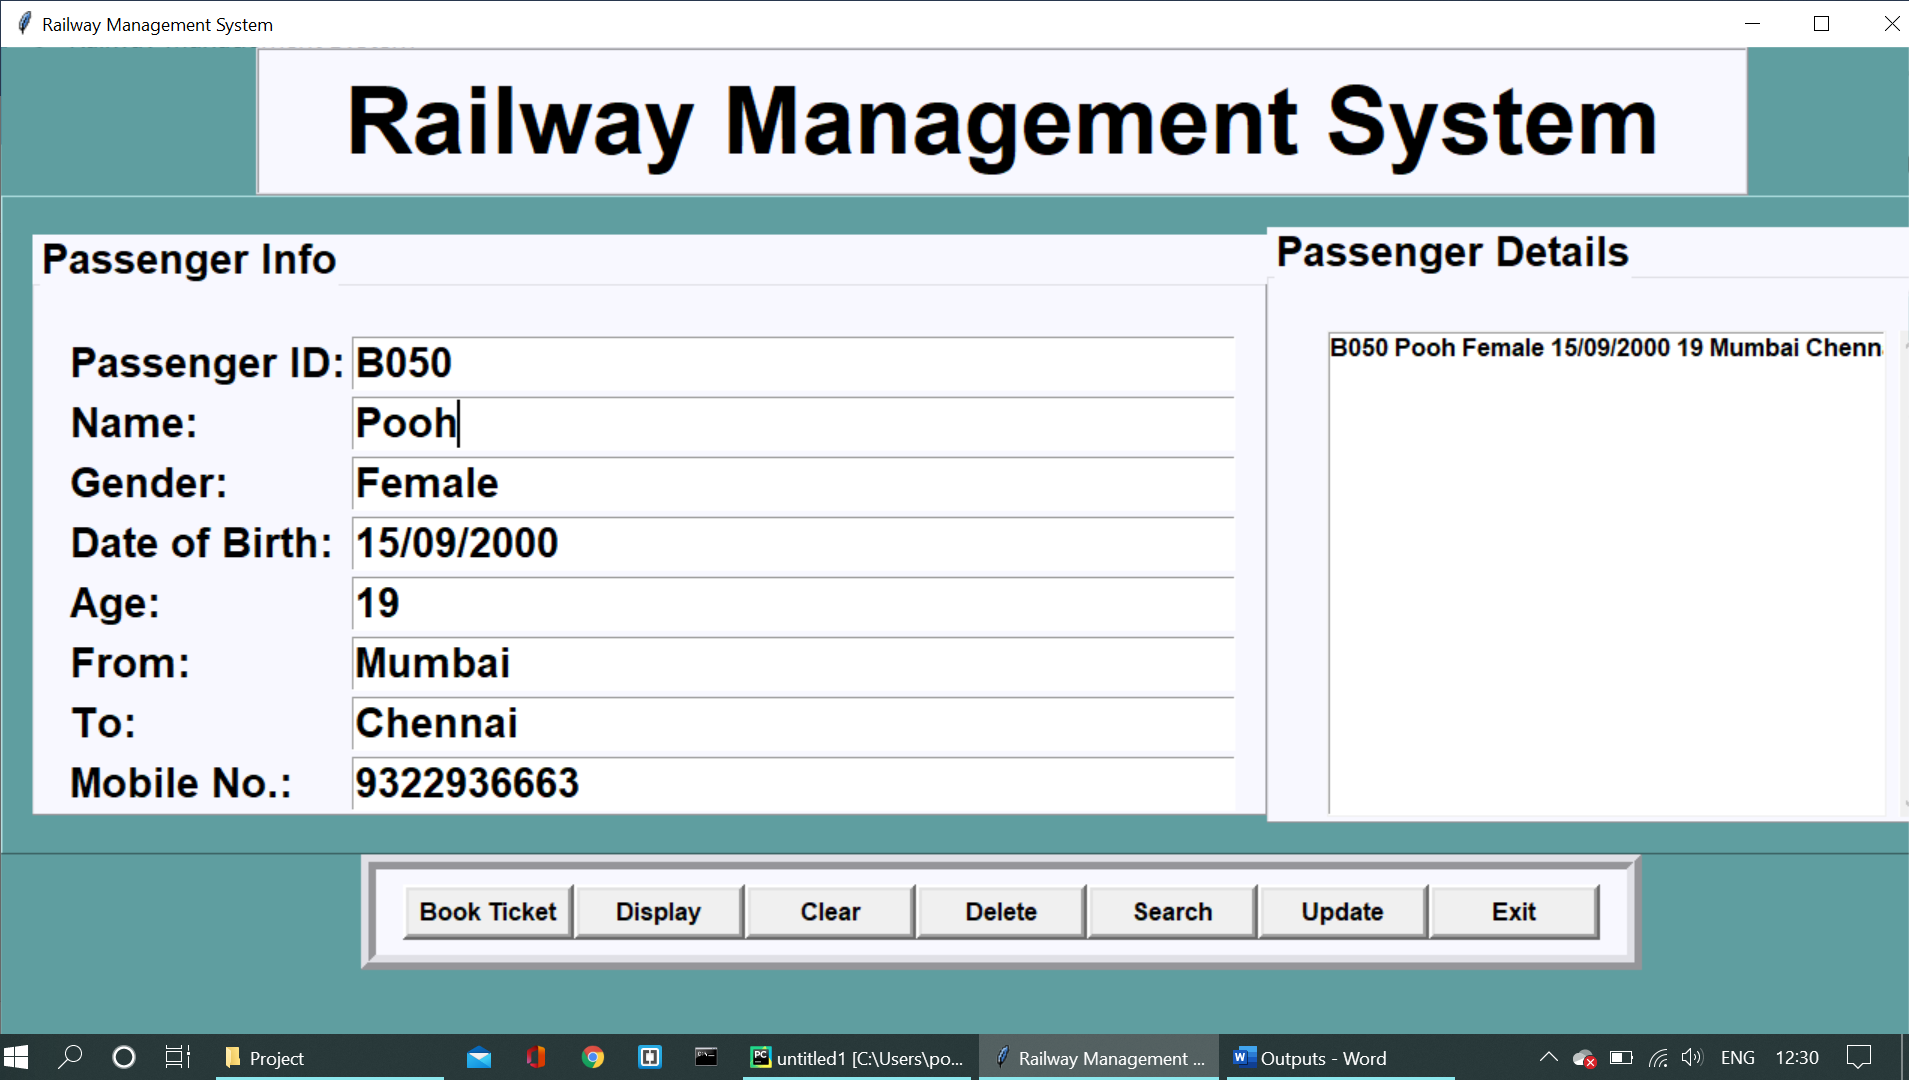 Railway Management System
Railway Management System
Passenger Info
Passenger ID: B050
Name: Pooh
Gender: Female
Date of Birth: 15/09/2000
Age: 19
From: Mumbai
To: Chennai
Mobile No.: 9322936663
Passenger Details
B050 Pooh Female 15/09/2000 19 Mumbai Chenn
Book Ticket Display Clear Delete Search Update Exit
Project untitled1 [C:\Users\po... Railway Management ... Outputs - Word ENG 12:30